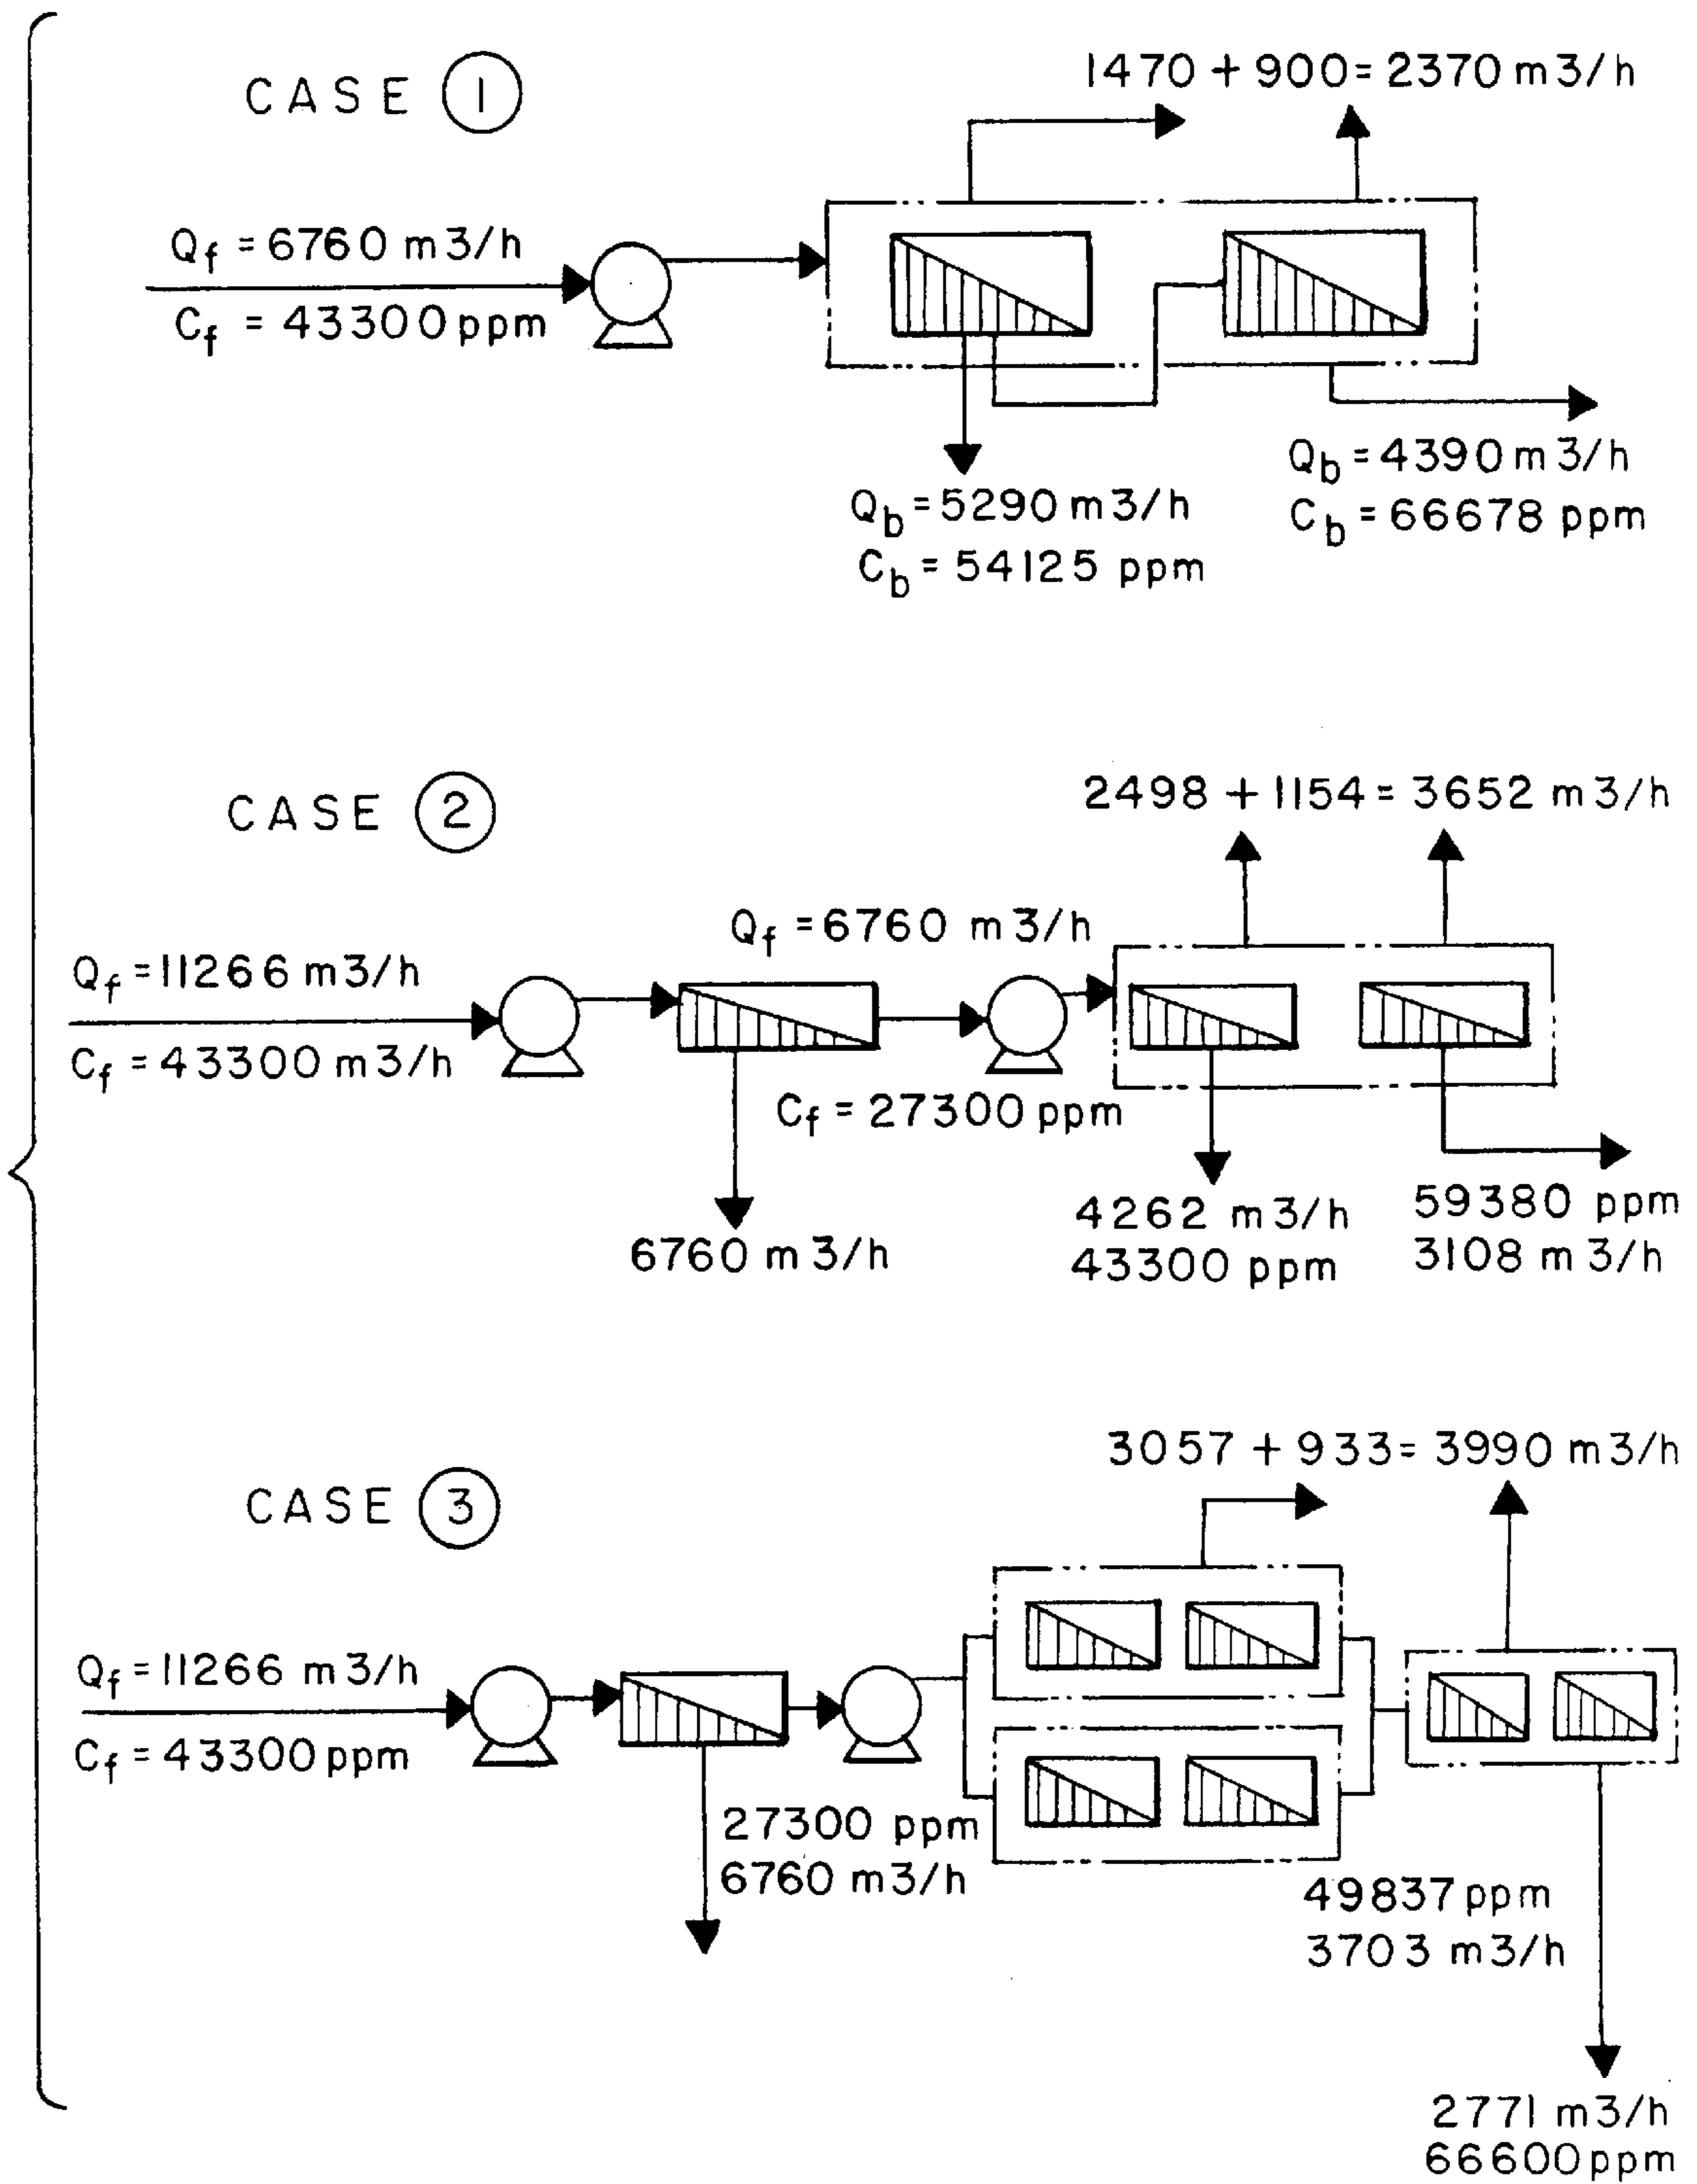 CASE 1
1470 + 900 = 2370 m3/h
Qf = 6760 m3/h
Cf = 43300 ppm
Qb = 5290 m3/h
Cb = 54125 ppm
Qb = 4390 m3/h
Cb = 66678 ppm
CASE 2
2498 + 1154 = 3652 m3/h
Qf = 11266 m3/h
Cf = 43300 m3/h
Qf = 6760 m3/h
Cf = 27300 ppm
6760 m3/h
4262 m3/h
43300 ppm
59380 ppm
3108 m3/h
CASE 3
3057 + 933 = 3990 m3/h
Qf = 11266 m3/h
Cf = 43300 ppm
27300 ppm
6760 m3/h
49837 ppm
3703 m3/h
2771 m3/h
66600 ppm